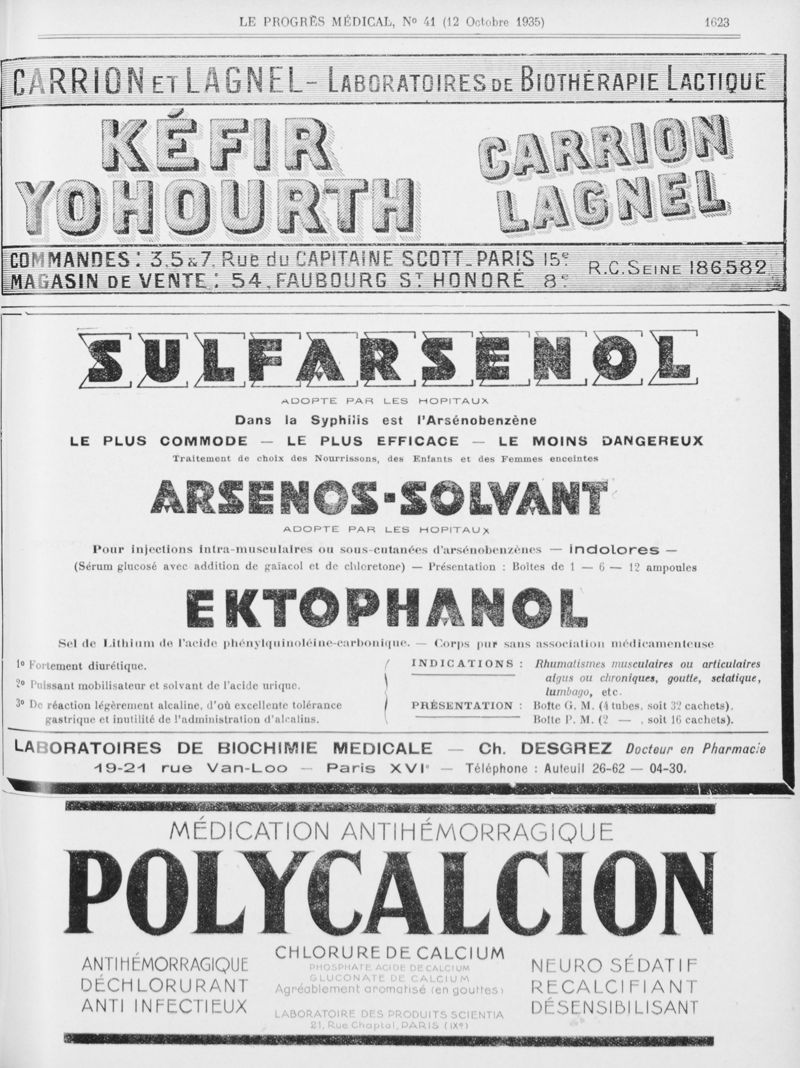 LE PROGRÈS MÉDICAL, No 41 (12 Octobre 1935) 1623
CARRION ET LAGNEL - LABORATOIRES DE BIOTHÉRAPIE LACTIQUE
KÉFIR
YOHOURTH
CARRION
LAGNEL
COMMANDES: 3,5 & 7, Rue du CAPITAINE SCOTT_PARIS 15e
MAGASIN DE VENTE: 54, FAUBOURG ST HONORÉ 8e
R.C. SEINE 186.582
SULFARSENOL
ADOPTE PAR LES HOPITAUX
Dans la Syphilis est l'Arsénobenzène
LE PLUS COMMODE — LE PLUS EFFICACE — LE MOINS DANGEREUX
Traitement de choix des Nourrissons, des Enfants et des Femmes enceintes
ARSENOS-SOLVANT
ADOPTE PAR LES HOPITAUX
Pour injections intra-musculaires ou sous-cutanées d'arsénobenzènes — indolores —
(Sérum glucosé avec addition de gaïacol et de chloretone) — Présentation : Boîtes de 1 — 6 — 12 ampoules
EKTOPHANOL
Sel de Lithium de l'acide phénylquinoléine-carbonique. — Corps pur sans association médicamenteuse
1o Fortement diurétique.
2o Puissant mobilisateur et solvant de l'acide urique.
3o De réaction légèrement alcaline, d'où excellente tolérance
gastrique et inutilité de l'administration d'alcalins.
INDICATIONS : Rhumatismes musculaires ou articulaires
aigus ou chroniques, goutte, sciatique,
lumbago, etc.
PRÉSENTATION : Boîte G. M. (4 tubes, soit 32 cachets).
Boîte P. M. (2 — , soit 16 cachets).
LABORATOIRES DE BIOCHIMIE MEDICALE — Ch. DESGREZ Docteur en Pharmacie
19-21 rue Van-Loo — Paris XVIe — Téléphone : Auteuil 26-62 — 04-30.
MÉDICATION ANTIHÉMORRAGIQUE
POLYCALCION
ANTIHÉMORRAGIQUE
DÉCHLORURANT
ANTI INFECTIEUX
CHLORURE DE CALCIUM
PHOSPHATE ACIDE DE CALCIUM
GLUCONATE DE CALCIUM
Agréablement aromatisé (en gouttes)
LABORATOIRE DES PRODUITS SCIENTIA
21, Rue Chaptal, PARIS (IXe)
NEURO SÉDATIF
RECALCIFIANT
DÉSENSIBILISANT